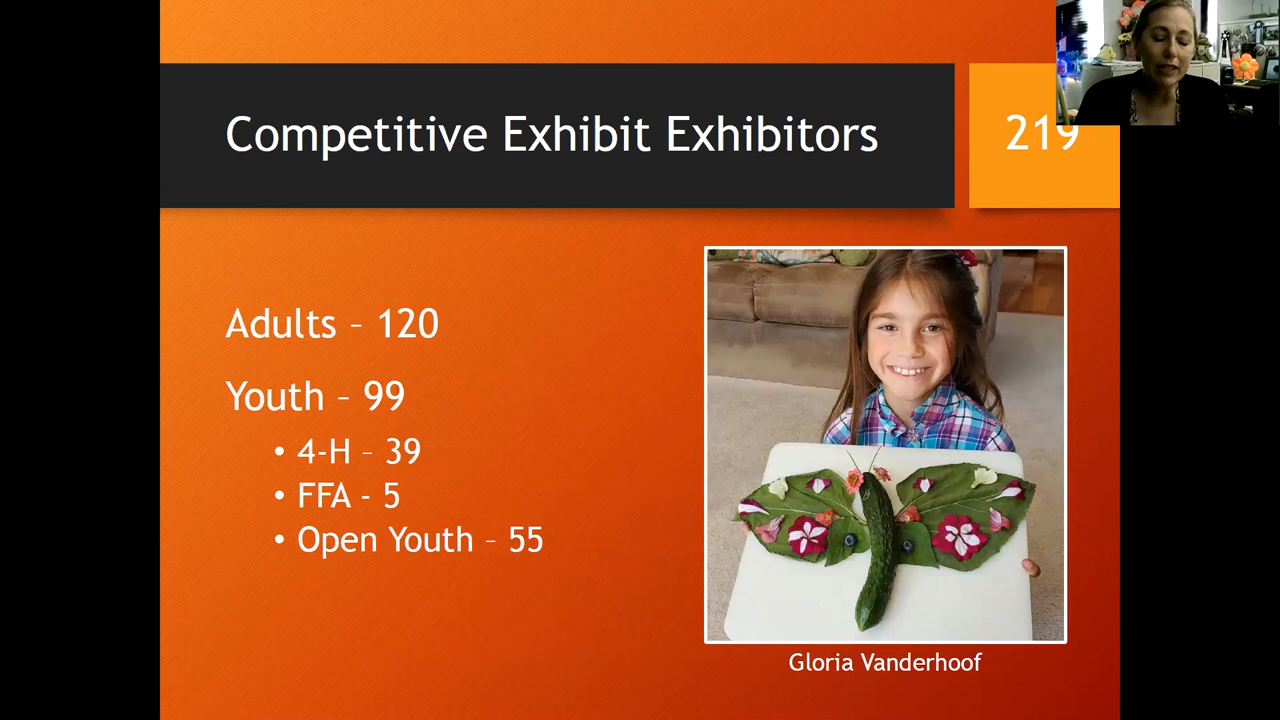 Competitive Exhibit Exhibitors
219
Adults – 120
Youth – 99
• 4-H – 39
• FFA - 5
• Open Youth – 55
Gloria Vanderhoof